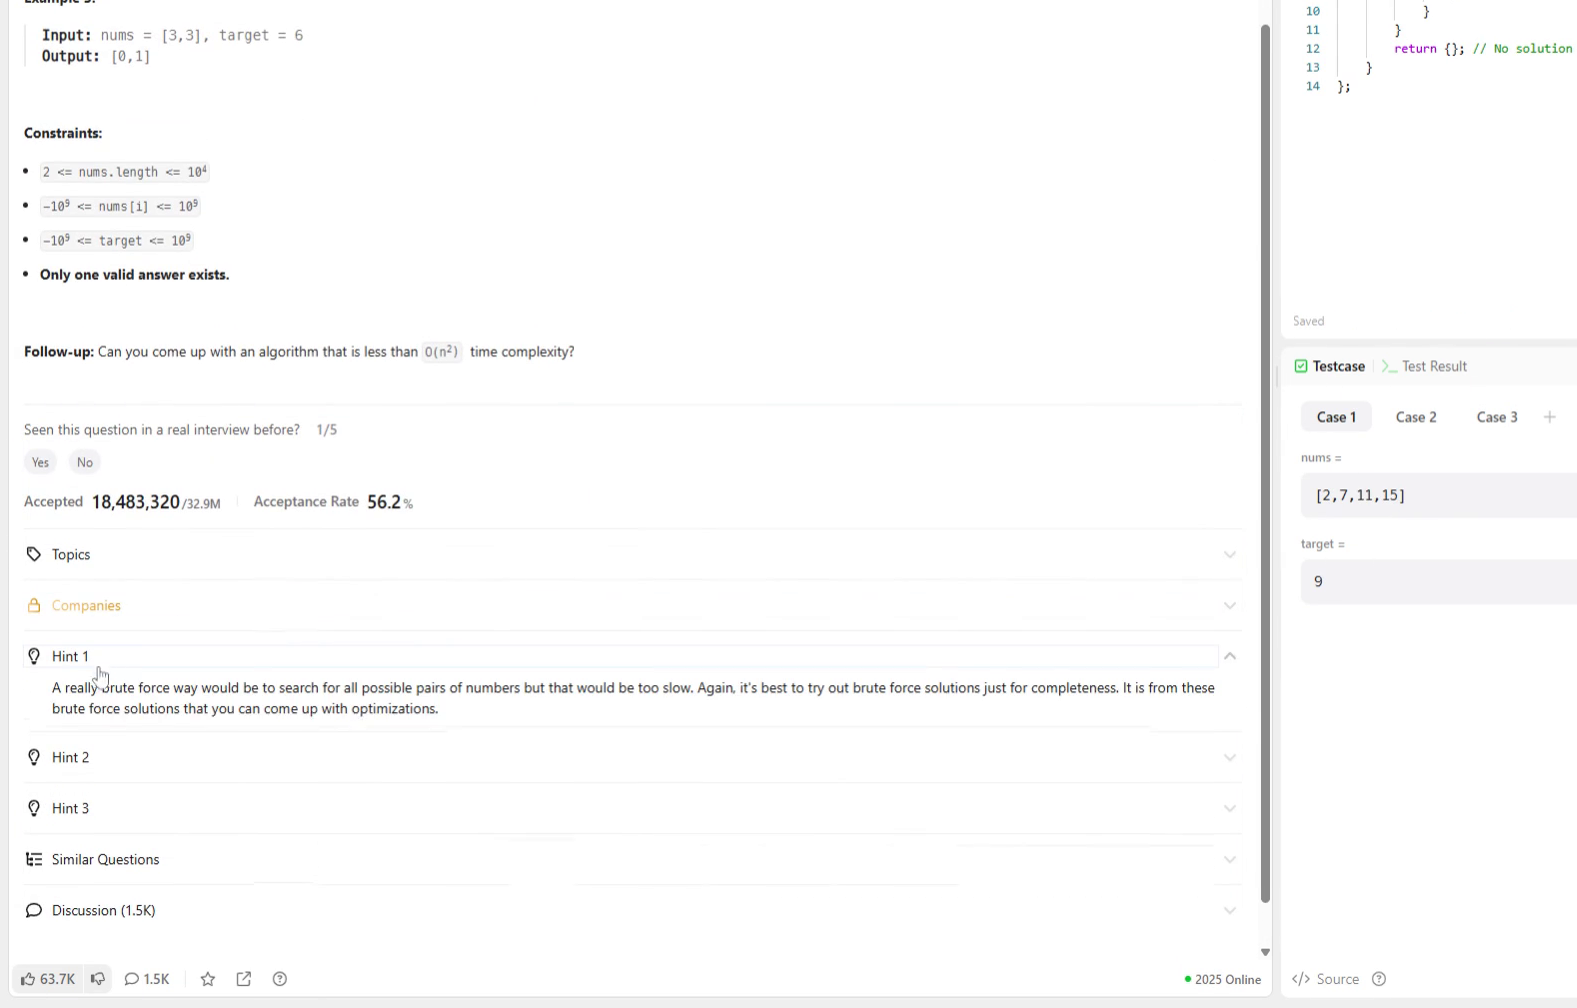 Example 3:
Input: nums = [3,3], target = 6
Output: [0,1]
Constraints:
2 <= nums.length <= 10⁴
-10⁹ <= nums[i] <= 10⁹
-10⁹ <= target <= 10⁹
Only one valid answer exists.
Follow-up: Can you come up with an algorithm that is less than O(n²) time complexity?
Seen this question in a real interview before? 1/5
Yes No
Accepted 18,483,320/32.9M Acceptance Rate 56.2%
Topics
Companies
Hint 1
A really brute force way would be to search for all possible pairs of numbers but that would be too slow. Again, it's best to try out brute force solutions just for completeness. It is from these
brute force solutions that you can come up with optimizations.
Hint 2
Hint 3
Similar Questions
Discussion (1.5K)
63.7K 1.5K 2025 Online
10 }
11 }
12 return {}; // No solution
13 }
14 };
Saved
Testcase >_ Test Result
Case 1 Case 2 Case 3 +
nums =
[2,7,11,15]
target =
9
</> Source